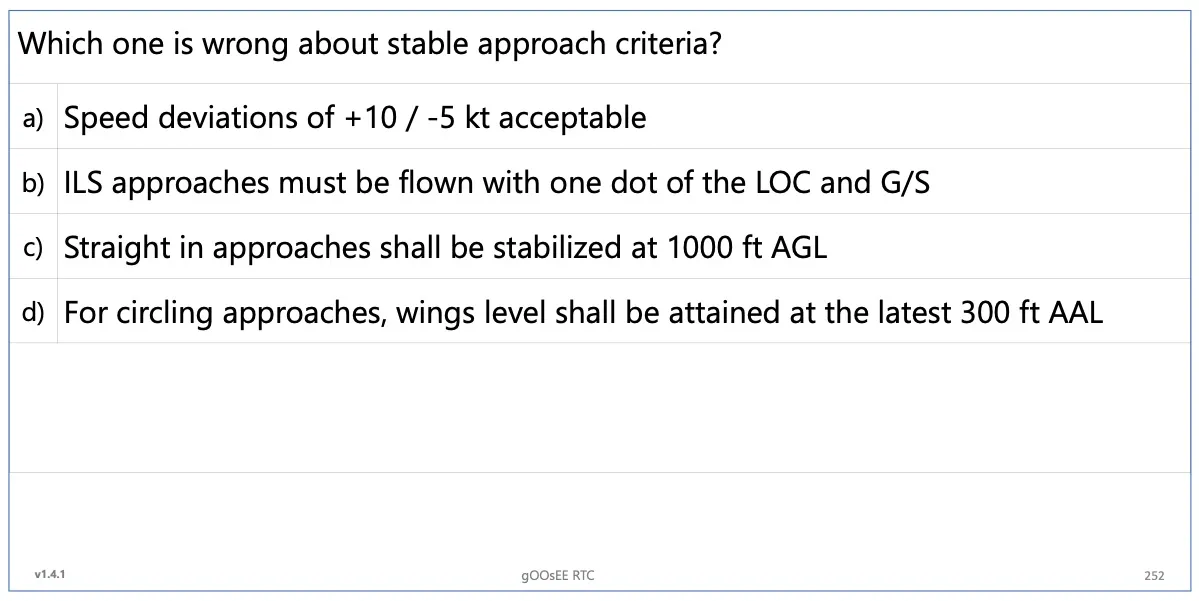 Which one is wrong about stable approach criteria?
a) Speed deviations of +10 / -5 kt acceptable
b) ILS approaches must be flown with one dot of the LOC and G/S
c) Straight in approaches shall be stabilized at 1000 ft AGL
d) For circling approaches, wings level shall be attained at the latest 300 ft AAL
v1.4.1 gOOsEE RTC 252